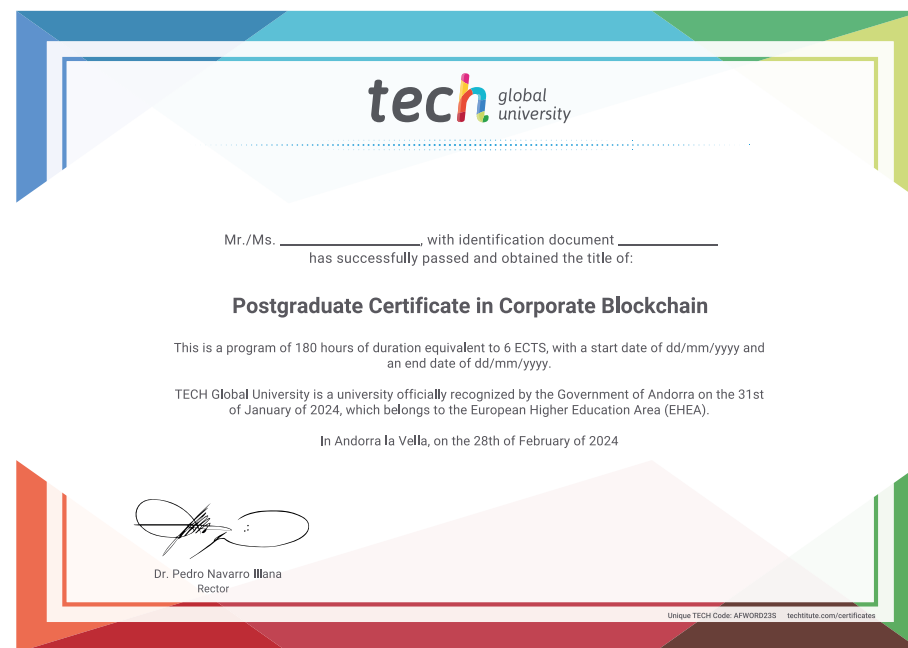 tech global university
Mr./Ms. ____________, with identification document ____________
has successfully passed and obtained the title of:
Postgraduate Certificate in Corporate Blockchain
This is a program of 180 hours of duration equivalent to 6 ECTS, with a start date of dd/mm/yyyy and
an end date of dd/mm/yyyy.
TECH Global University is a university officially recognized by the Government of Andorra on the 31st
of January of 2024, which belongs to the European Higher Education Area (EHEA).
In Andorra la Vella, on the 28th of February of 2024
Dr. Pedro Navarro Illana
Rector
Unique TECH Code: AFWORD23S techtitute.com/certificates